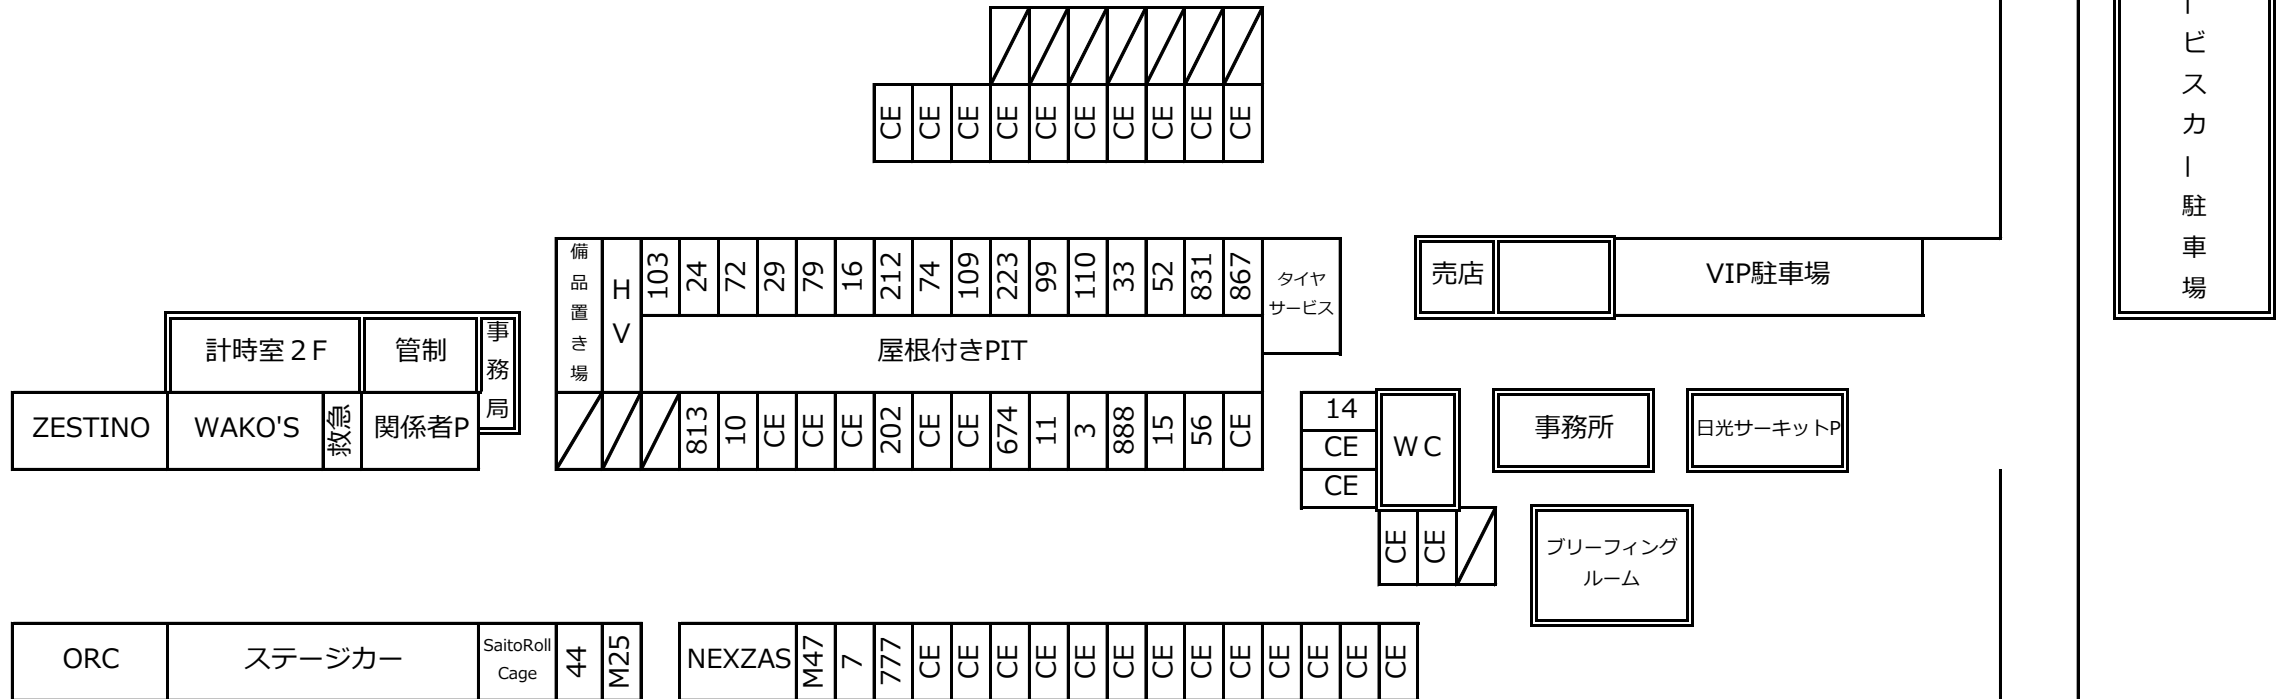 ービスカー駐車場
CE CE CE CE CE CE CE CE CE CE
備品置き場
HV
103 24 72 29 79 16 212 74 109 223 99 110 33 52 831 867
タイヤ
サービス
売店
VIP駐車場
計時室２F
管制
事務局
屋根付きPIT
ZESTINO
WAKO'S
救急
関係者P
813 10 CE CE CE 202 CE CE 674 11 3 888 15 56 CE
14
CE
CE
ＷＣ
事務所
日光サーキットP
CE CE
ブリーフィング
ルーム
ORC
ステージカー
SaitoRoll
Cage
44
M25
NEXZAS
M47 7 777 CE CE CE CE CE CE CE CE CE CE CE CE CE